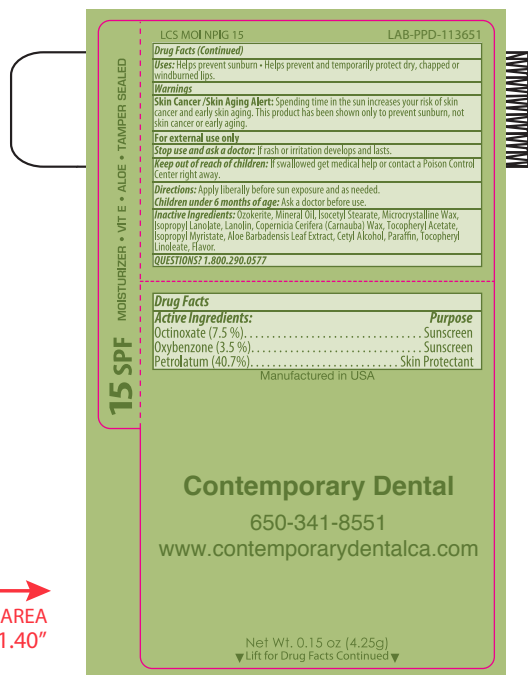 LCS MOI NPIG 15 LAB-PPD-113651
Drug Facts (Continued)
Uses: Helps prevent sunburn • Helps prevent and temporarily protect dry, chapped or
windburned lips.
Warnings
Skin Cancer /Skin Aging Alert: Spending time in the sun increases your risk of skin
cancer and early skin aging. This product has been shown only to prevent sunburn, not
skin cancer or early aging.
For external use only
Stop use and ask a doctor: If rash or irritation develops and lasts.
Keep out of reach of children: If swallowed get medical help or contact a Poison Control
Center right away.
Directions: Apply liberally before sun exposure and as needed.
Children under 6 months of age: Ask a doctor before use.
Inactive Ingredients: Ozokerite, Mineral Oil, Isocetyl Stearate, Microcrystalline Wax,
Isopropyl Lanolate, Lanolin, Copernicia Cerifera (Carnauba) Wax, Tocopheryl Acetate,
Isopropyl Myristate, Aloe Barbadensis Leaf Extract, Cetyl Alcohol, Paraffin, Tocopheryl
Linoleate, Flavor.
QUESTIONS? 1.800.290.0577
15 SPF MOISTURIZER • VIT E • ALOE • TAMPER SEALED
Drug Facts
Active Ingredients: Purpose
Octinoxate (7.5 %). . . . . . . . . . . . . . . . . . . . . . . . . . . . . . Sunscreen
Oxybenzone (3.5 %) . . . . . . . . . . . . . . . . . . . . . . . . . . . . . Sunscreen
Petrolatum (40.7%). . . . . . . . . . . . . . . . . . . . . . . . . . Skin Protectant
Manufactured in USA
Contemporary Dental
650-341-8551
www.contemporarydentalca.com
AREA
1.40”
Net Wt. 0.15 oz (4.25g)
▼Lift for Drug Facts Continued▼